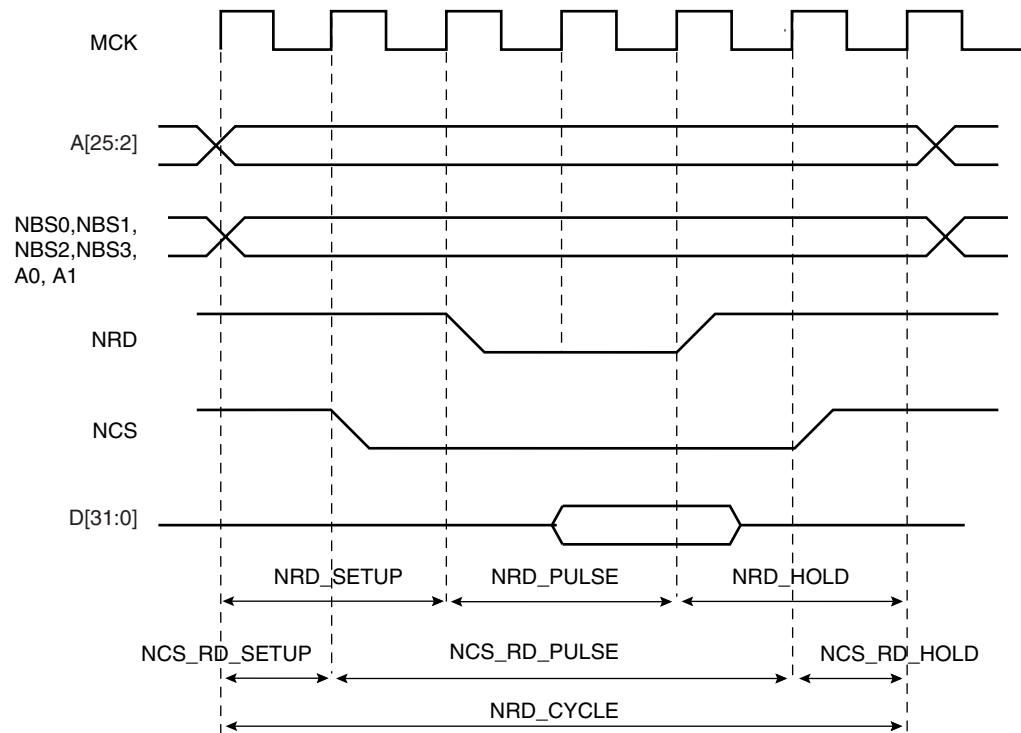 MCK
A[25:2]
NBS0,NBS1,
NBS2,NBS3,
A0, A1
NRD
NCS
D[31:0]
NRD_SETUP NRD_PULSE NRD_HOLD
NCS_RD_SETUP NCS_RD_PULSE NCS_RD_HOLD
NRD_CYCLE